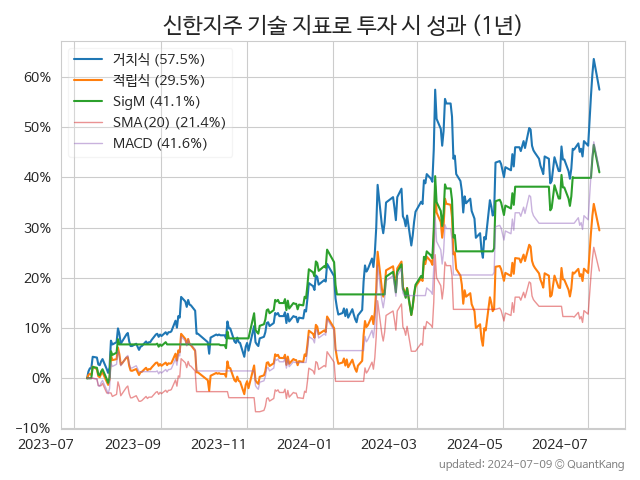 신한지주 기술 지표로 투자 시 성과 (1년)
거치식 (57.5%)
적립식 (29.5%)
SigM (41.1%)
SMA(20) (21.4%)
MACD (41.6%)
60%
50%
40%
30%
20%
10%
0%
−10%
2023-07 2023-09 2023-11 2024-01 2024-03 2024-05 2024-07
updated: 2024-07-09 © QuantKang